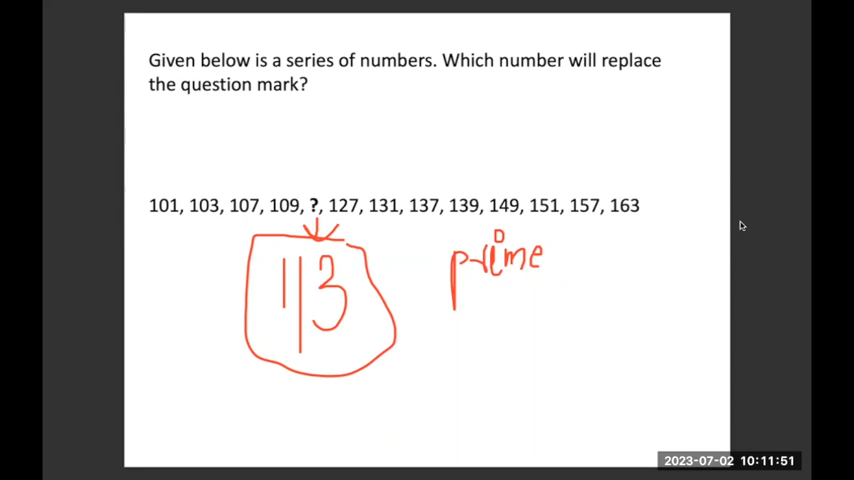 Given below is a series of numbers. Which number will replace
the question mark?
101, 103, 107, 109, ?, 127, 131, 137, 139, 149, 151, 157, 163
113
prime
2023-07-02 10:11:51